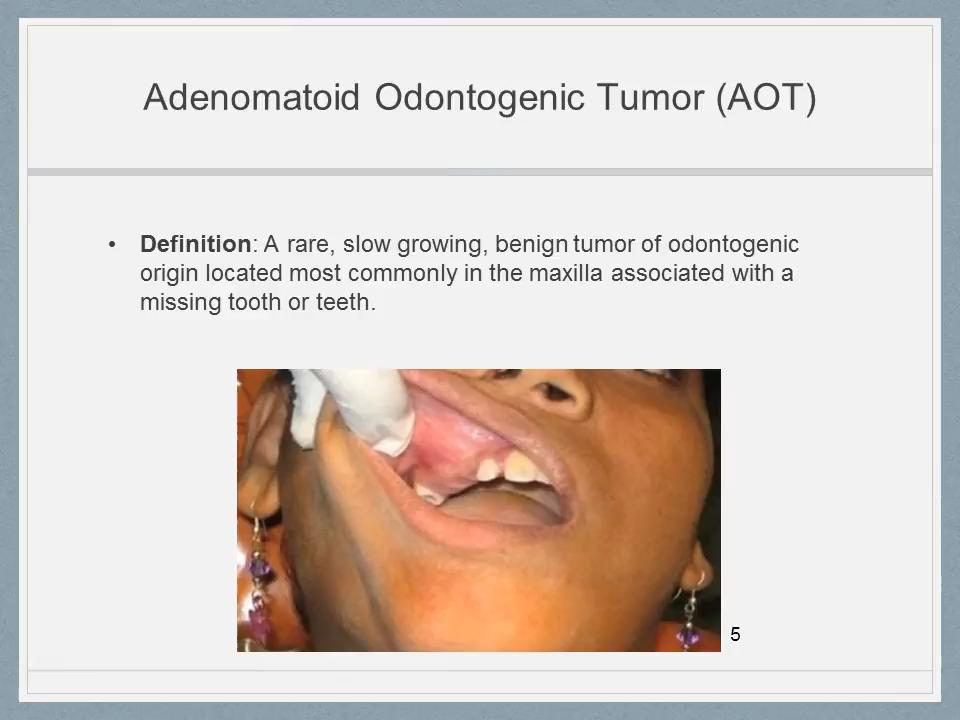 Adenomatoid Odontogenic Tumor (AOT)
• Definition: A rare, slow growing, benign tumor of odontogenic
origin located most commonly in the maxilla associated with a
missing tooth or teeth.
5